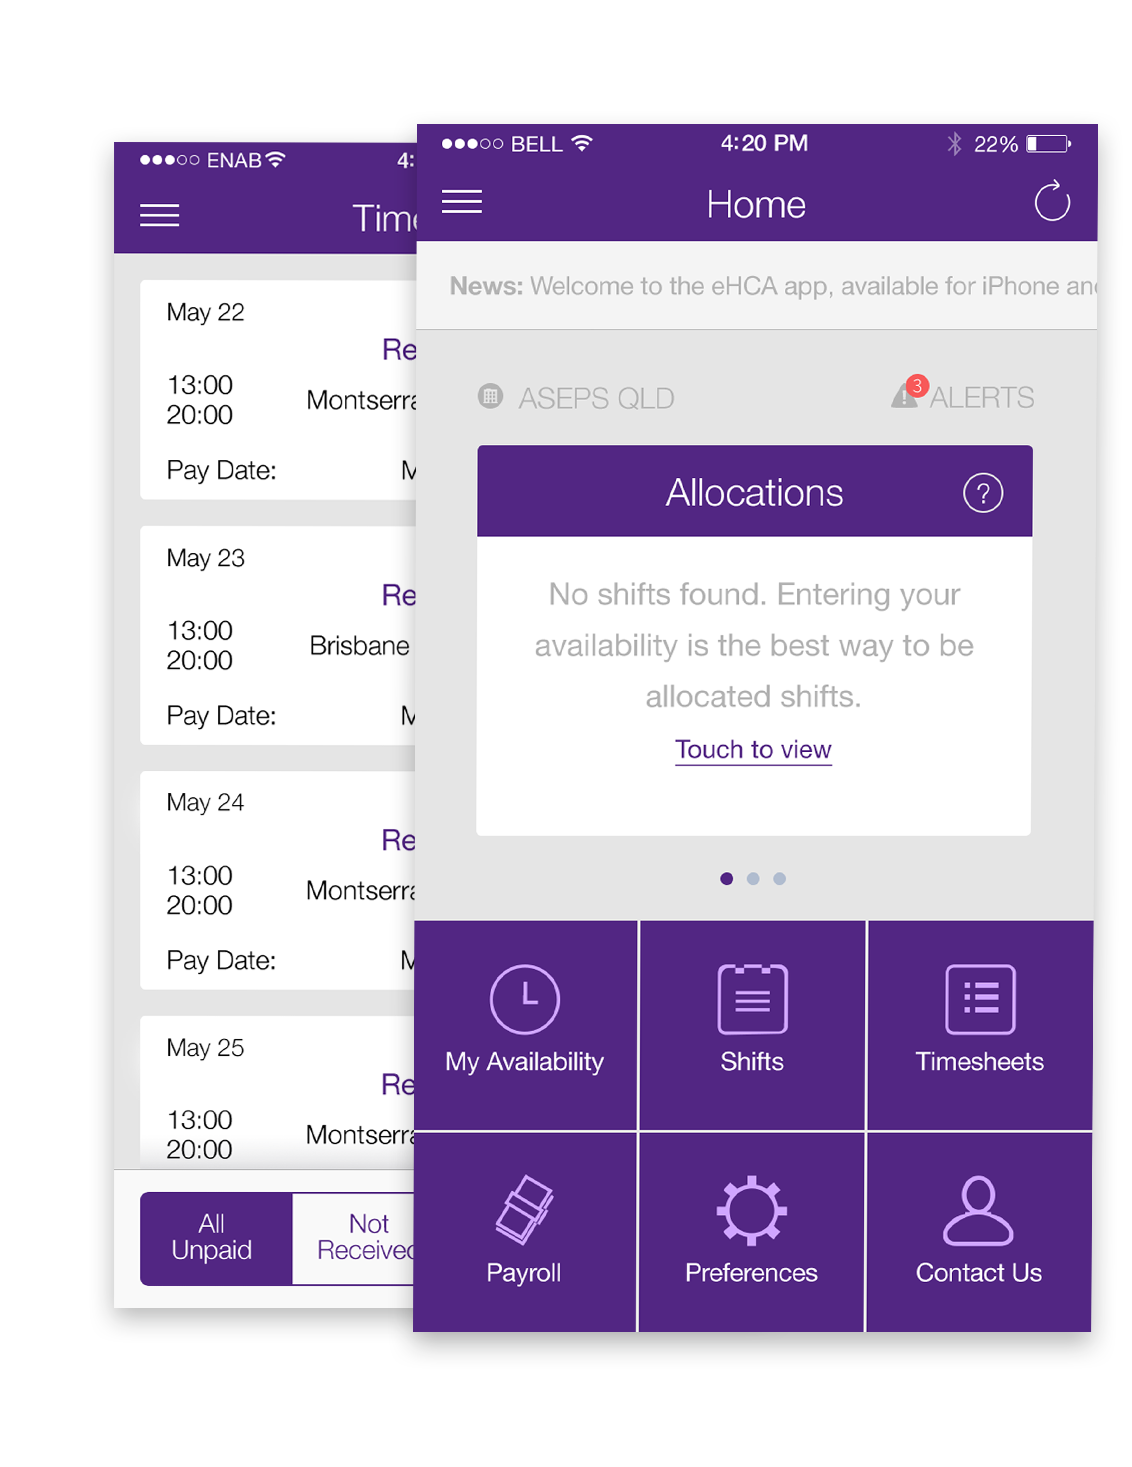 ENAB
4:
Time
May 22
Re
13:00
20:00
Montserra
Pay Date:
M
May 23
Re
13:00
20:00
Brisbane
Pay Date:
M
May 24
Re
13:00
20:00
Montserra
Pay Date:
M
May 25
Re
13:00
20:00
Montserra
All
Unpaid
Not
Received
BELL
4:20 PM
22%
Home
News: Welcome to the eHCA app, available for iPhone and
ASEPS QLD
3
ALERTS
Allocations
?
No shifts found. Entering your
availability is the best way to be
allocated shifts.
Touch to view
My Availability
Shifts
Timesheets
Payroll
Preferences
Contact Us